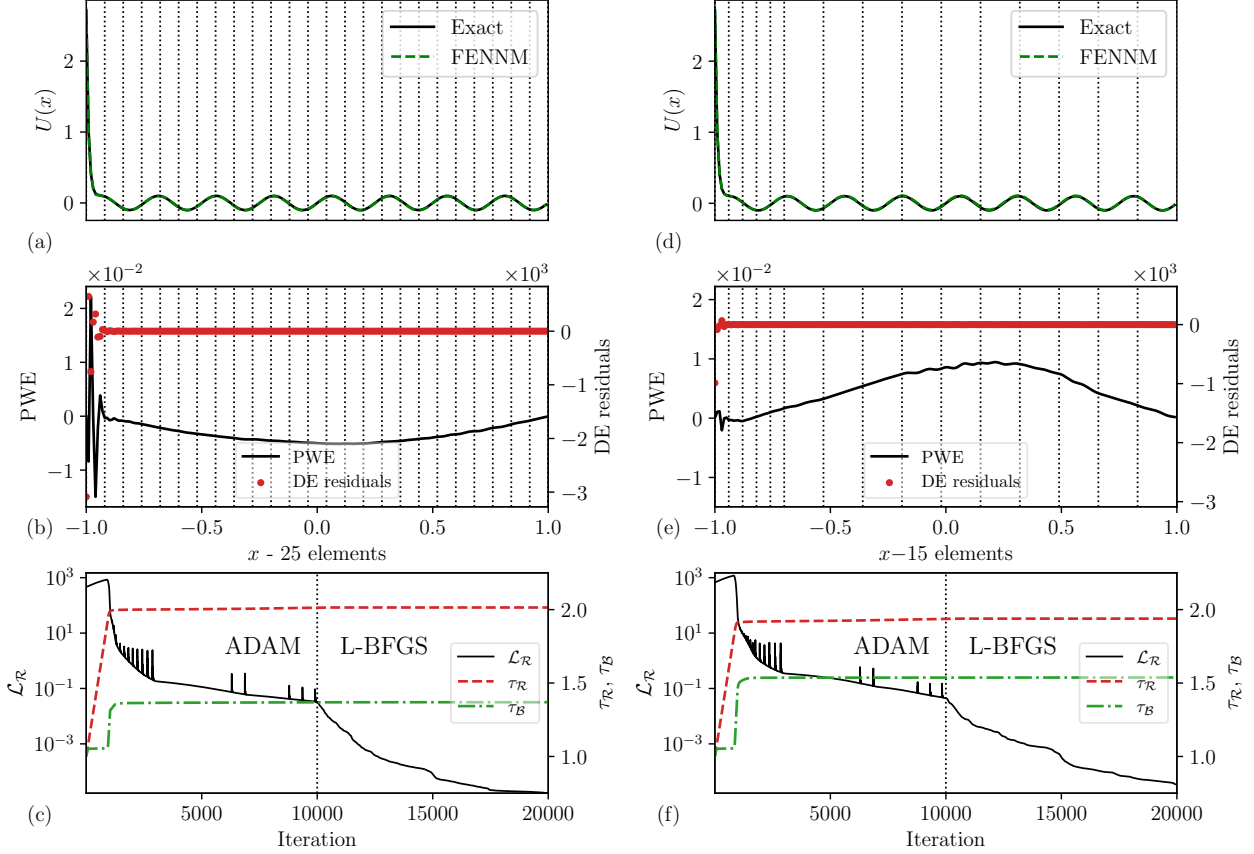 Exact
FENNM
U(x)
2
1
0
(a)
Exact
FENNM
U(x)
2
1
0
(d)
×10⁻²
×10³
2
1
0
−1
PWE
0
−1
−2
−3
DE residuals
PWE
DE residuals
−1.0
−0.5
0.0
0.5
1.0
(b)
x - 25 elements
×10⁻²
×10³
2
1
0
−1
PWE
0
−1
−2
−3
DE residuals
PWE
DE residuals
−1.0
−0.5
0.0
0.5
1.0
(e)
x−15 elements
10³
10¹
10⁻¹
10⁻³
ℒ_ℛ
ADAM
L-BFGS
ℒ_ℛ
τ_ℛ
τ_ℬ
2.0
1.5
1.0
τ_ℛ, τ_ℬ
5000
10000
15000
20000
(c)
Iteration
10³
10¹
10⁻¹
10⁻³
ℒ_ℛ
ADAM
L-BFGS
ℒ_ℛ
τ_ℛ
τ_ℬ
2.0
1.5
1.0
τ_ℛ, τ_ℬ
5000
10000
15000
20000
(f)
Iteration